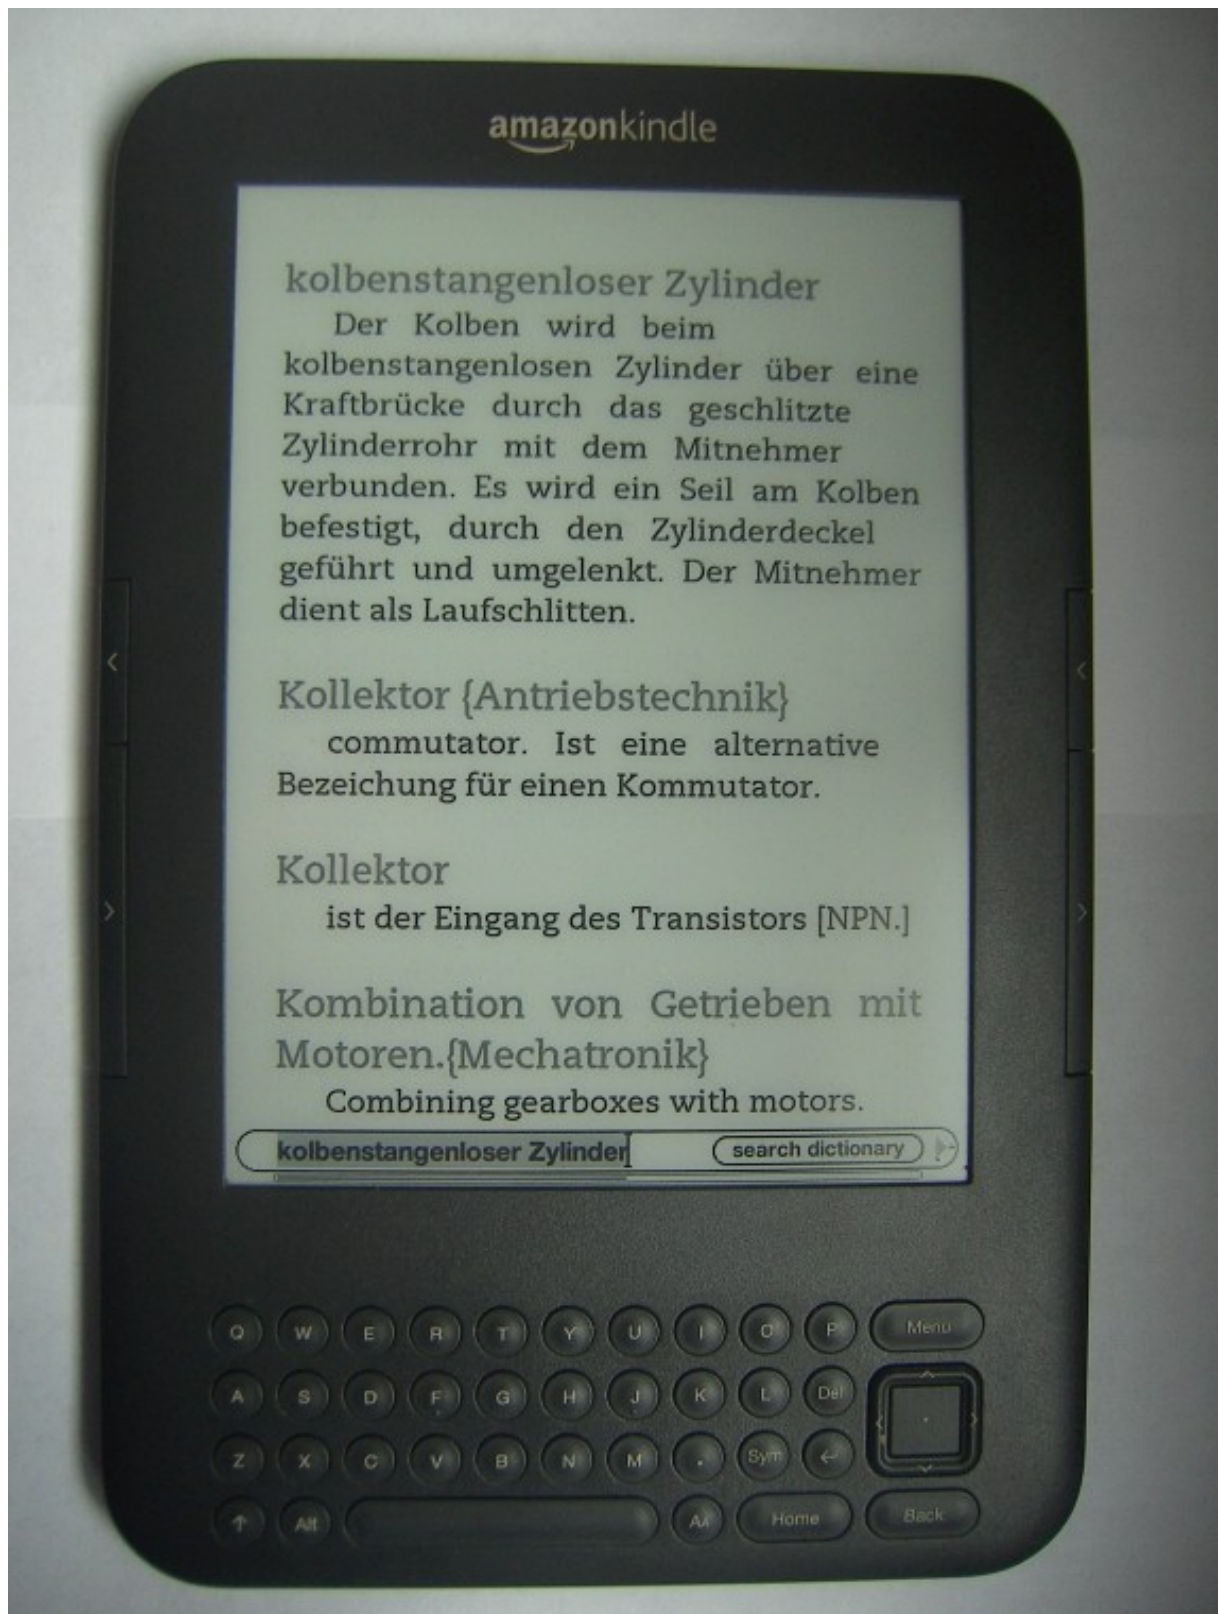 amazonkindle
kolbenstangenloser Zylinder
Der Kolben wird beim
kolbenstangenlosen Zylinder über eine
Kraftbrücke durch das geschlitzte
Zylinderrohr mit dem Mitnehmer
verbunden. Es wird ein Seil am Kolben
befestigt, durch den Zylinderdeckel
geführt und umgelenkt. Der Mitnehmer
dient als Laufschlitten.
Kollektor {Antriebstechnik}
commutator. Ist eine alternative
Bezeichung für einen Kommutator.
Kollektor
ist der Eingang des Transistors [NPN.]
Kombination von Getrieben mit
Motoren.{Mechatronik}
Combining gearboxes with motors.
kolbenstangenloser Zylinder search dictionary
Q W E R T Y U I O P Menu
A S D F G H J K L Del
Z X C V B N M . Sym
Alt Aa Home Back